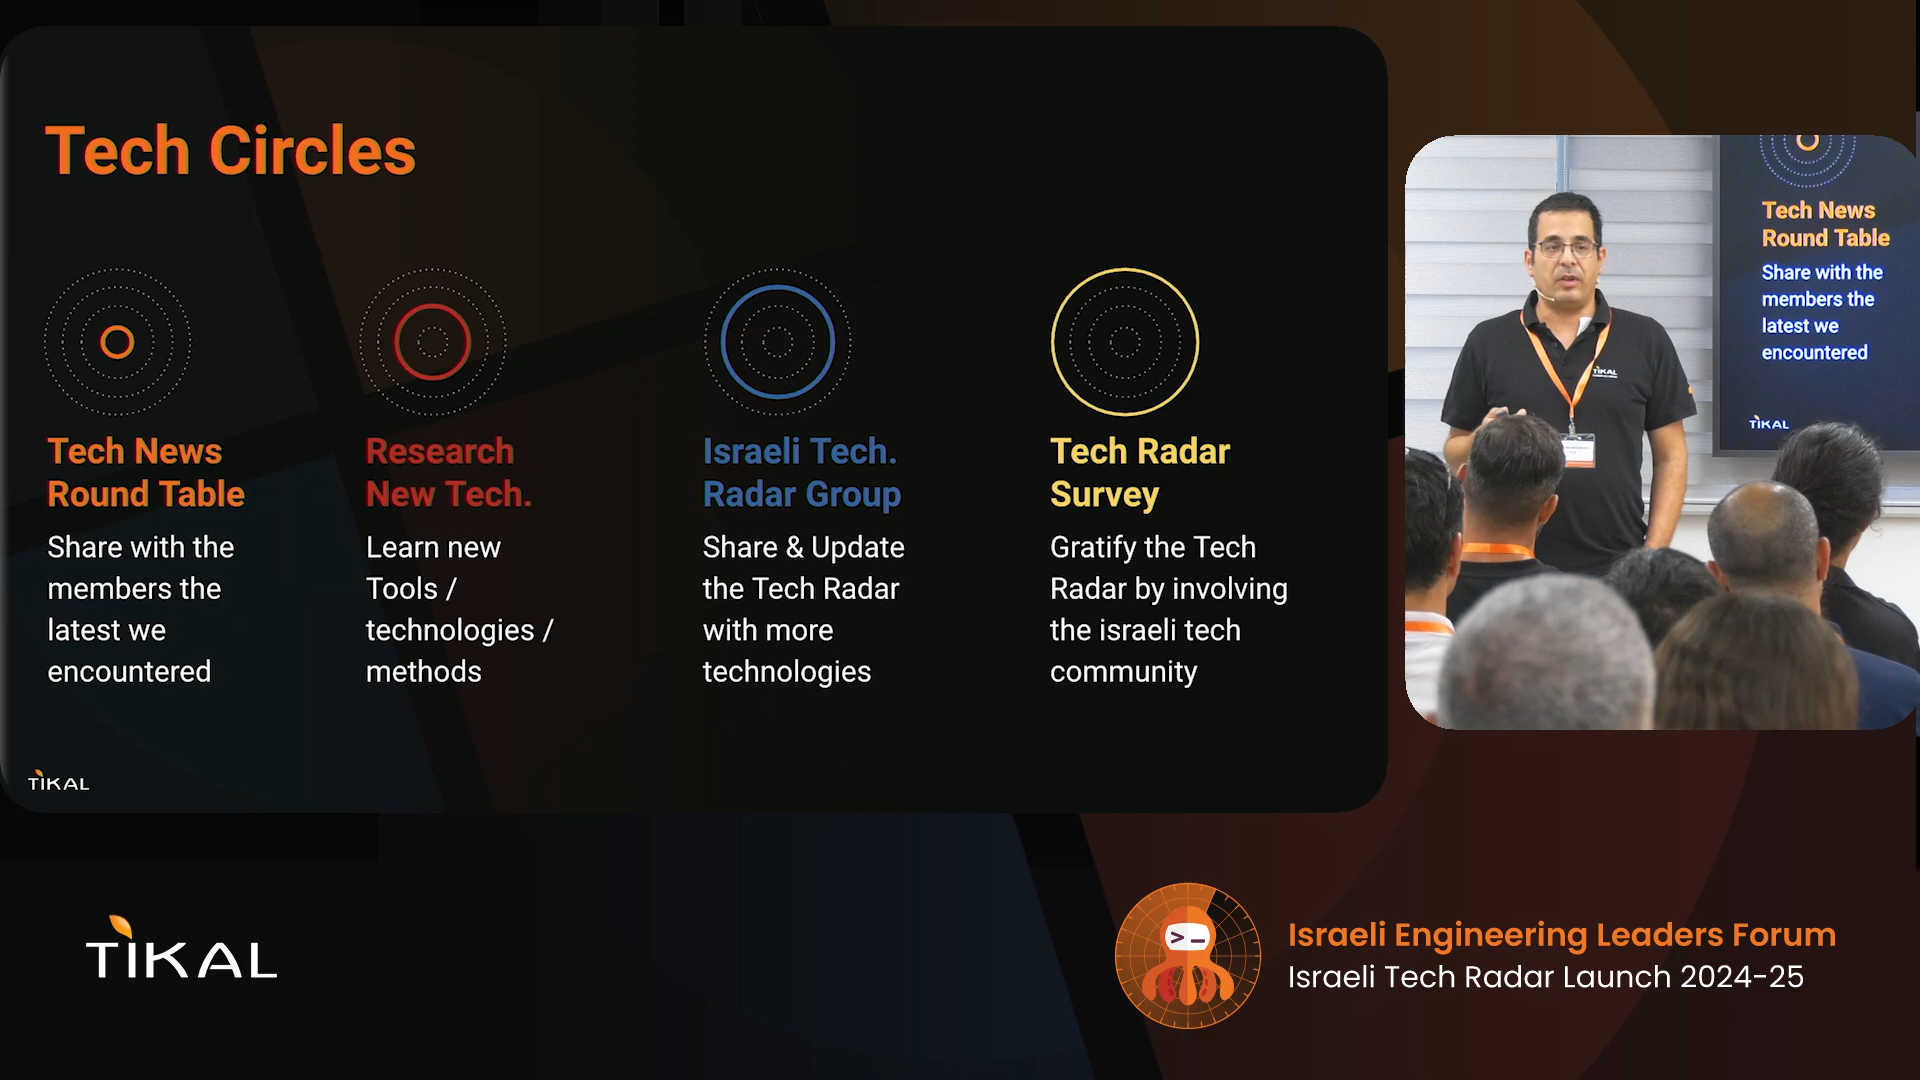 Tech Circles
Tech News
Round Table
Share with the
members the
latest we
encountered
Research
New Tech.
Learn new
Tools /
technologies /
methods
Israeli Tech.
Radar Group
Share & Update
the Tech Radar
with more
technologies
Tech Radar
Survey
Gratify the Tech
Radar by involving
the israeli tech
community
TIKAL
Tech News
Round Table
Share with the
members the
latest we
encountered
TIKAL
TIKAL
TIKAL
>_
Israeli Engineering Leaders Forum
Israeli Tech Radar Launch 2024-25